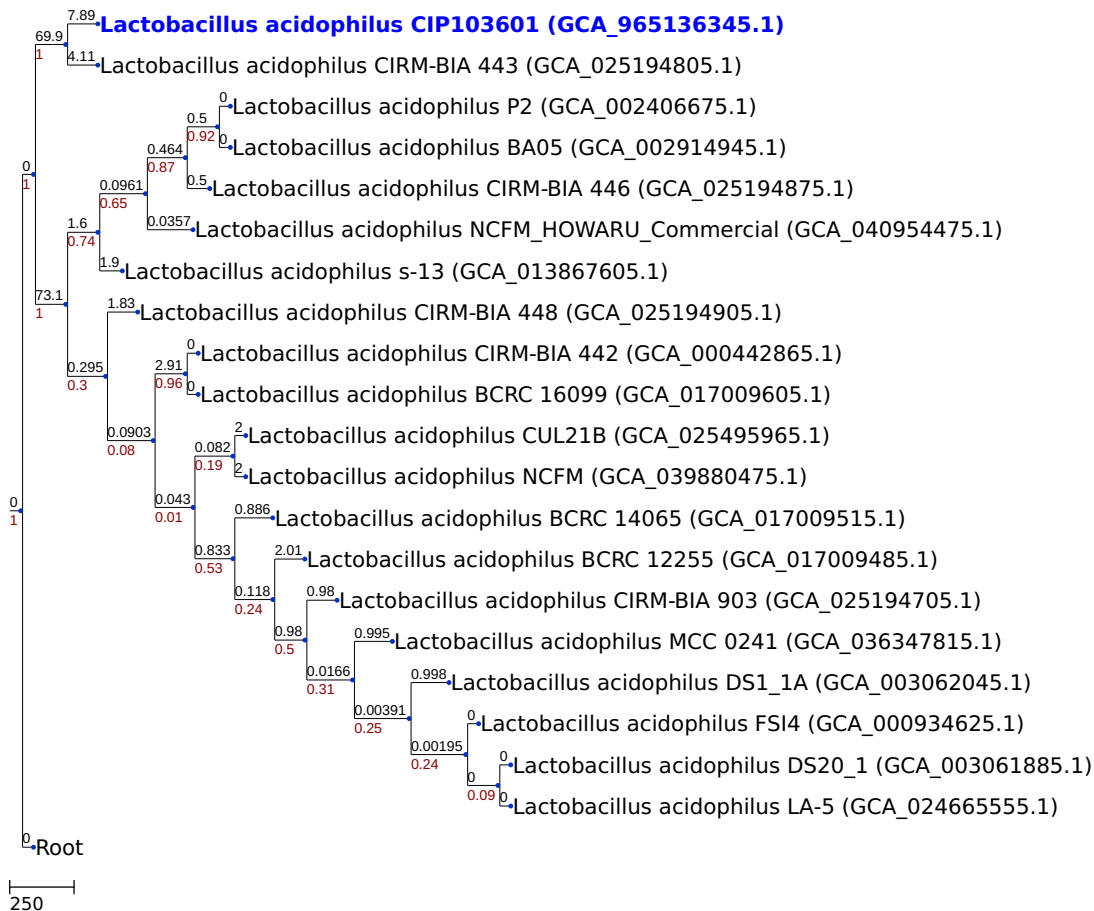 7.89
Lactobacillus acidophilus CIP103601 (GCA_965136345.1)
69.9
1
4.11
Lactobacillus acidophilus CIRM-BIA 443 (GCA_025194805.1)
0
Lactobacillus acidophilus P2 (GCA_002406675.1)
0.5
0.92
0
Lactobacillus acidophilus BA05 (GCA_002914945.1)
0.464
0.87
0
1
0.5
Lactobacillus acidophilus CIRM-BIA 446 (GCA_025194875.1)
0.0961
0.65
0.0357
Lactobacillus acidophilus NCFM_HOWARU_Commercial (GCA_040954475.1)
1.6
0.74
1.9
Lactobacillus acidophilus s-13 (GCA_013867605.1)
73.1
1
1.83
Lactobacillus acidophilus CIRM-BIA 448 (GCA_025194905.1)
0
Lactobacillus acidophilus CIRM-BIA 442 (GCA_000442865.1)
0.295
0.3
2.91
0.96
0
Lactobacillus acidophilus BCRC 16099 (GCA_017009605.1)
0.0903
0.08
2
Lactobacillus acidophilus CUL21B (GCA_025495965.1)
0.082
0.19
2
Lactobacillus acidophilus NCFM (GCA_039880475.1)
0
1
0.043
0.01
0.886
Lactobacillus acidophilus BCRC 14065 (GCA_017009515.1)
0.833
0.53
2.01
Lactobacillus acidophilus BCRC 12255 (GCA_017009485.1)
0.118
0.24
0.98
Lactobacillus acidophilus CIRM-BIA 903 (GCA_025194705.1)
0.98
0.5
0.995
Lactobacillus acidophilus MCC 0241 (GCA_036347815.1)
0.0166
0.31
0.998
Lactobacillus acidophilus DS1_1A (GCA_003062045.1)
0.00391
0.25
0
Lactobacillus acidophilus FSI4 (GCA_000934625.1)
0.00195
0.24
0
Lactobacillus acidophilus DS20_1 (GCA_003061885.1)
0
0.09
0
Lactobacillus acidophilus LA-5 (GCA_024665555.1)
0
Root
250